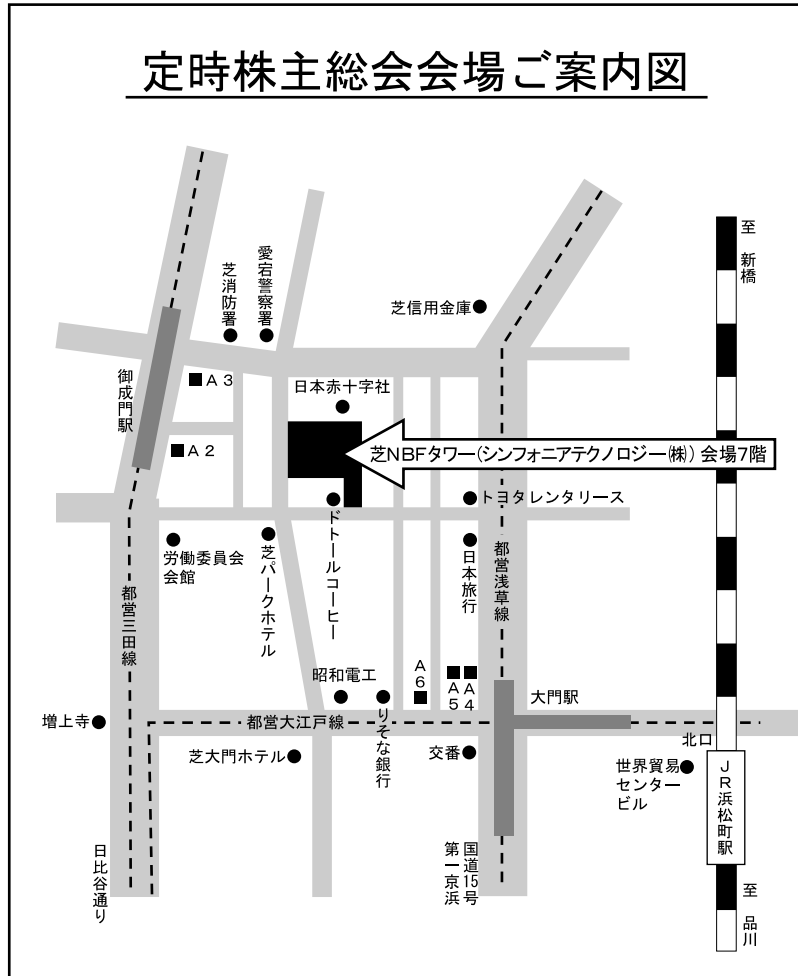 定時株主総会会場ご案内図
至 新橋
愛宕警察署
芝消防署
芝信用金庫
御成門駅
A3
日本赤十字社
A2
芝NBFタワー(シンフォニアテクノロジー㈱) 会場7階
トヨタレンタリース
労働委員会
会館
芝パークホテル
ドトールコーヒー
日本旅行
都営浅草線
都営三田線
昭和電工
A6
A5
A4
大門駅
増上寺
都営大江戸線
りそな銀行
北口
芝大門ホテル
交番
世界貿易
センター
ビル
JR浜松町駅
日比谷通り
国道15号
第一京浜
至 品川